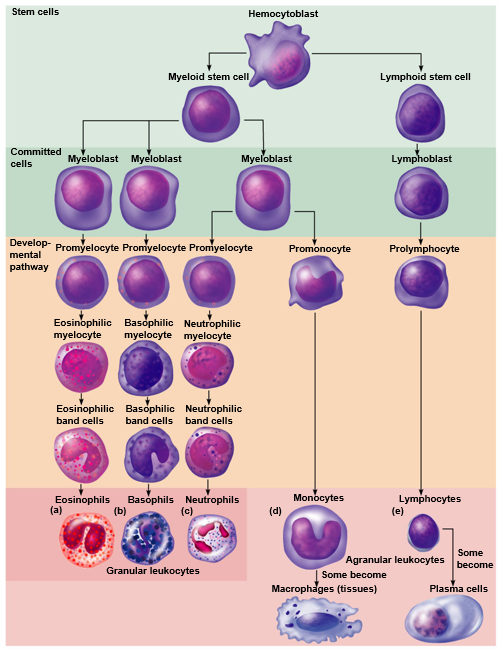 Stem cells
Hemocytoblast
Myeloid stem cell
Lymphoid stem cell
Committed
cells
Myeloblast
Myeloblast
Myeloblast
Lymphoblast
Develop-
mental
pathway
Promyelocyte
Promyelocyte
Promyelocyte
Promonocyte
Prolymphocyte
Eosinophilic
myelocyte
Basophilic
myelocyte
Neutrophilic
myelocyte
Eosinophilic
band cells
Basophilic
band cells
Neutrophilic
band cells
Eosinophils
(a)
Basophils
(b)
Neutrophils
(c)
Granular leukocytes
Monocytes
(d)
Lymphocytes
(e)
Agranular leukocytes
Some become
Some
become
Macrophages (tissues)
Plasma cells